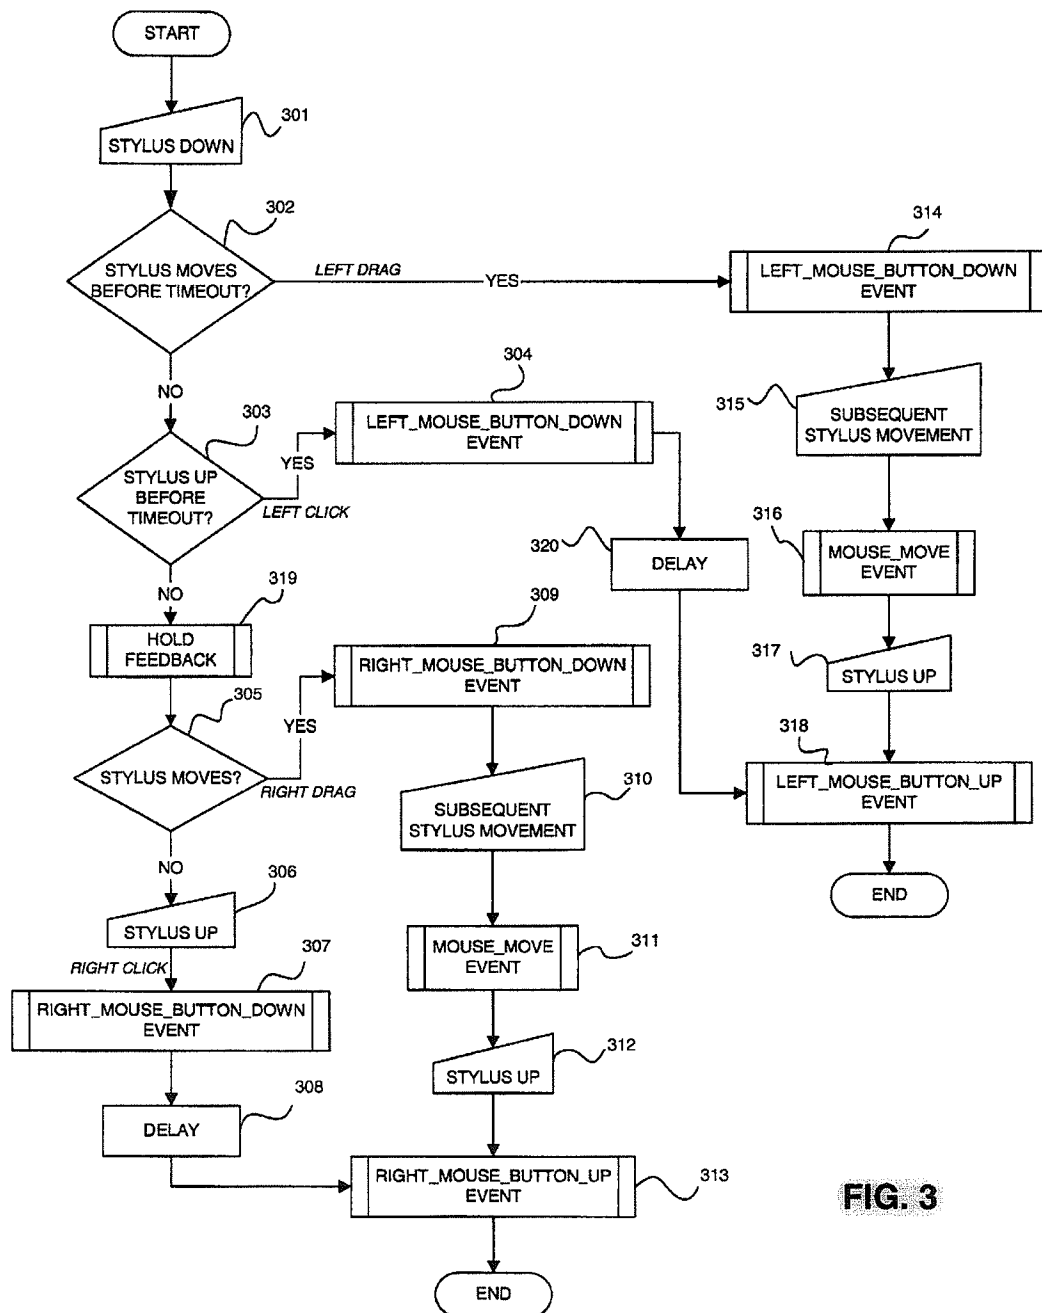 START
301
STYLUS DOWN
302
STYLUS MOVES
BEFORE TIMEOUT?
LEFT DRAG
YES
314
LEFT_MOUSE_BUTTON_DOWN
EVENT
NO
303
STYLUS UP
BEFORE
TIMEOUT?
YES
LEFT CLICK
304
LEFT_MOUSE_BUTTON_DOWN
EVENT
315
SUBSEQUENT
STYLUS MOVEMENT
320
DELAY
316
MOUSE_MOVE
EVENT
NO
319
HOLD
FEEDBACK
309
RIGHT_MOUSE_BUTTON_DOWN
EVENT
317
STYLUS UP
305
STYLUS MOVES?
YES
RIGHT DRAG
310
SUBSEQUENT
STYLUS MOVEMENT
318
LEFT_MOUSE_BUTTON_UP
EVENT
END
NO
306
STYLUS UP
RIGHT CLICK
307
RIGHT_MOUSE_BUTTON_DOWN
EVENT
311
MOUSE_MOVE
EVENT
312
STYLUS UP
308
DELAY
RIGHT_MOUSE_BUTTON_UP
EVENT
313
END
FIG. 3